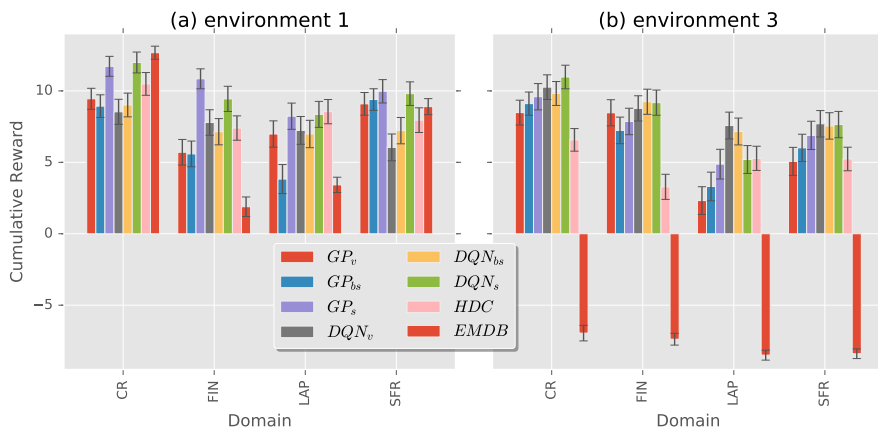 (a) environment 1
(b) environment 3
Cumulative Reward
10
5
0
−5
GP_v
GP_bs
GP_s
DQN_v
DQN_bs
DQN_s
HDC
EMDB
CR
FIN
LAP
SFR
CR
FIN
LAP
SFR
Domain
Domain